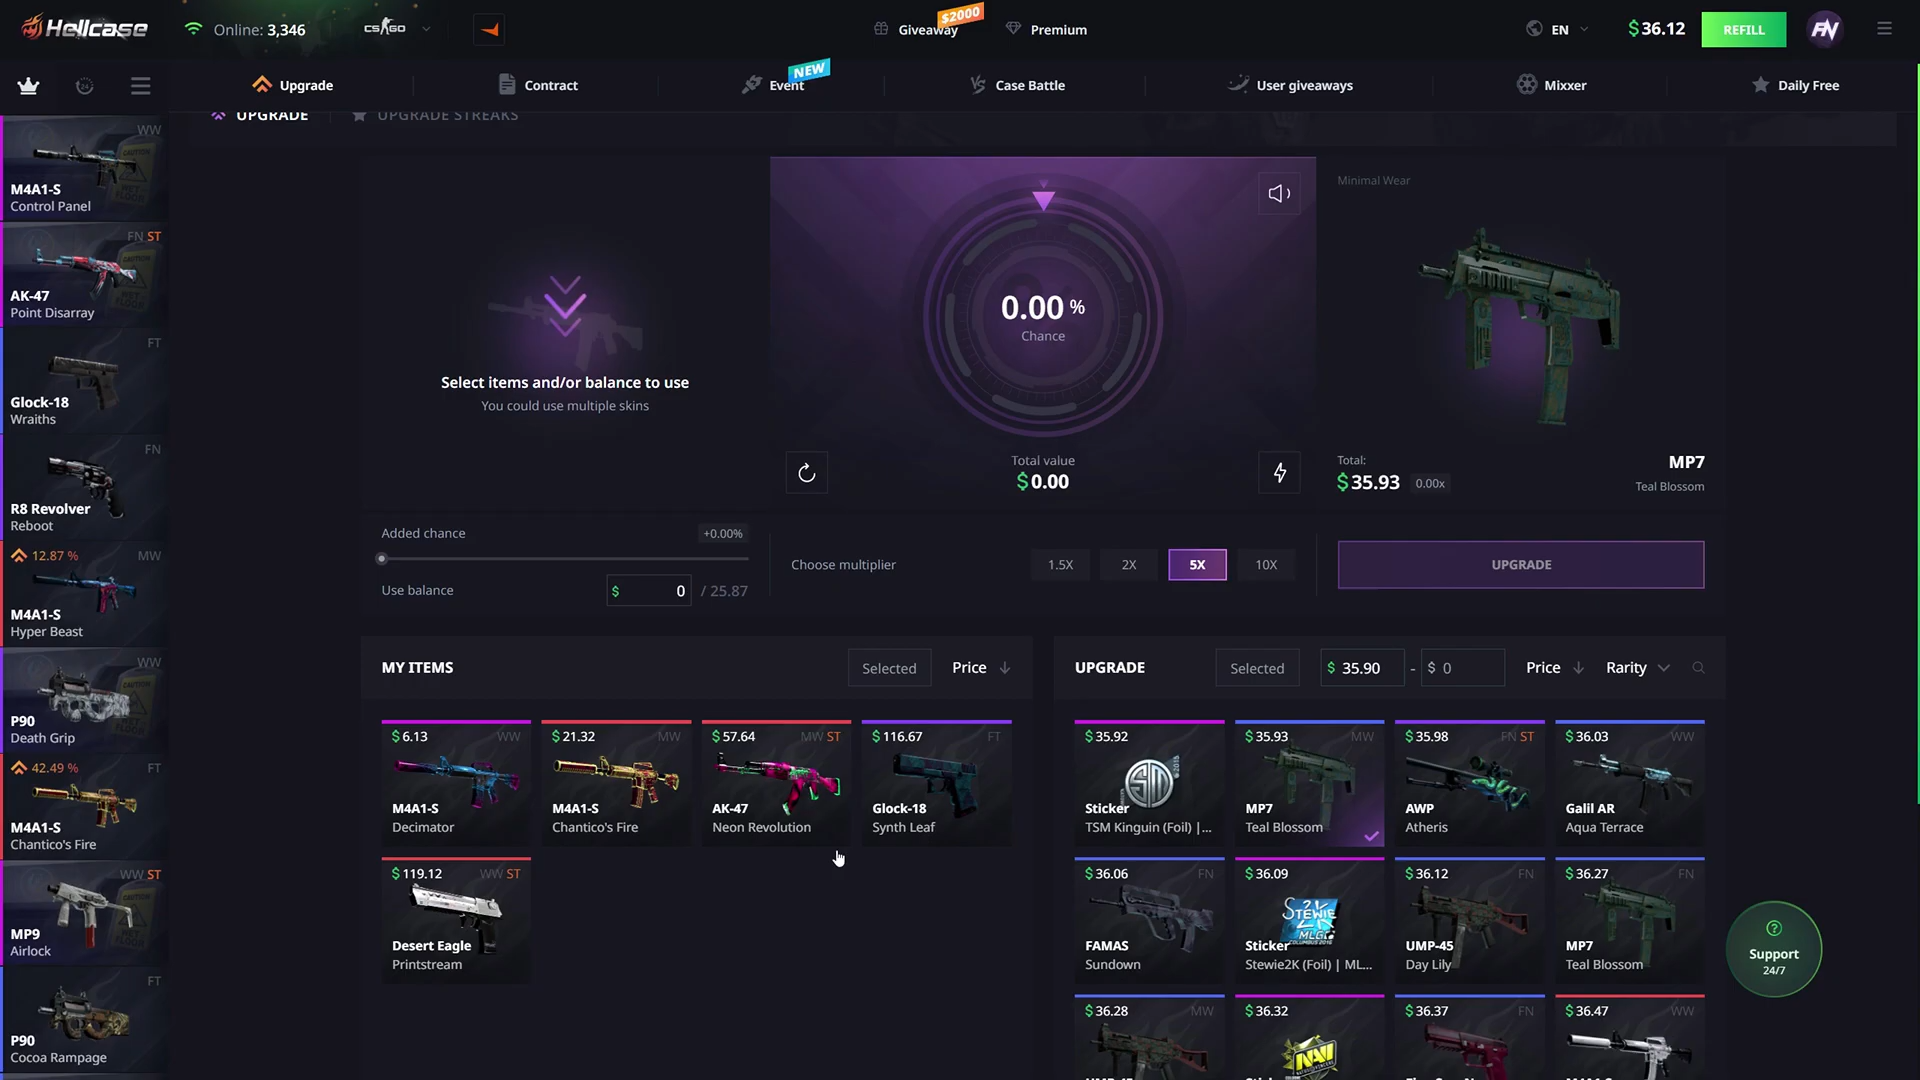 Hellcase
Online: 3,346
CS:GO
Giveaway
$2000
Premium
EN
$36.12
REFILL
FN
Upgrade
Contract
Event
NEW
Case Battle
User giveaways
Mixxer
Daily Free
UPGRADE
UPGRADE STREAKS
WW
M4A1-S
Control Panel
FN ST
AK-47
Point Disarray
FT
Glock-18
Wraiths
FN
R8 Revolver
Reboot
12.87 %
MW
M4A1-S
Hyper Beast
WW
P90
Death Grip
42.49 %
FT
M4A1-S
Chantico's Fire
WW ST
MP9
Airlock
FT
P90
Cocoa Rampage
Select items and/or balance to use
You could use multiple skins
0.00 %
Chance
Total value
$0.00
Minimal Wear
Total:
$35.93
0.00x
MP7
Teal Blossom
Added chance
+0.00%
Use balance
$ 0 / 25.87
Choose multiplier
1.5X
2X
5X
10X
UPGRADE
MY ITEMS
Selected
Price
$6.13 WW
M4A1-S
Decimator
$21.32 MW
M4A1-S
Chantico's Fire
$57.64 MW ST
AK-47
Neon Revolution
$116.67 FT
Glock-18
Synth Leaf
$119.12 WW ST
Desert Eagle
Printstream
UPGRADE
Selected
$ 35.90 - $ 0
Price
Rarity
$35.92
Sticker
TSM Kinguin (Foil) |...
$35.93 MW
MP7
Teal Blossom
$35.98 FN ST
AWP
Atheris
$36.03 WW
Galil AR
Aqua Terrace
$36.06 FN
FAMAS
Sundown
$36.09
Sticker
Stewie2K (Foil) | ML...
$36.12 FN
UMP-45
Day Lily
$36.27 FN
MP7
Teal Blossom
$36.28 MW
$36.32
NAVI
$36.37 FN
$36.47 WW
Support
24/7